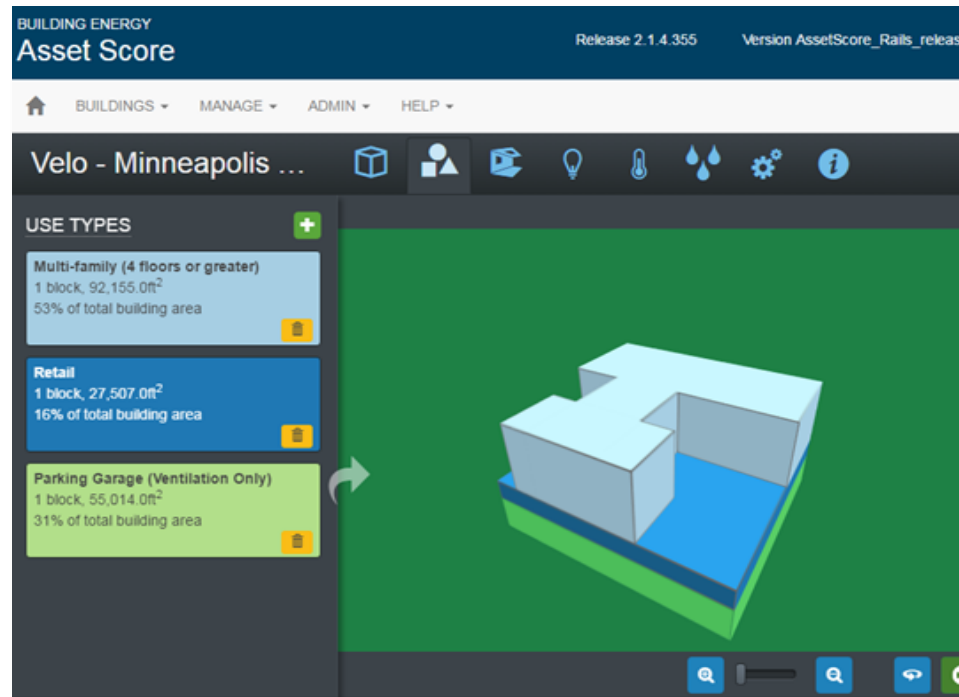 BUILDING ENERGY
Asset Score
Release 2.1.4.355 Version AssetScore_Rails_releas
BUILDINGS MANAGE ADMIN HELP
Velo - Minneapolis ...
USE TYPES
Multi-family (4 floors or greater)
1 block, 92,155.0ft²
53% of total building area
Retail
1 block, 27,507.0ft²
16% of total building area
Parking Garage (Ventilation Only)
1 block, 55,014.0ft²
31% of total building area